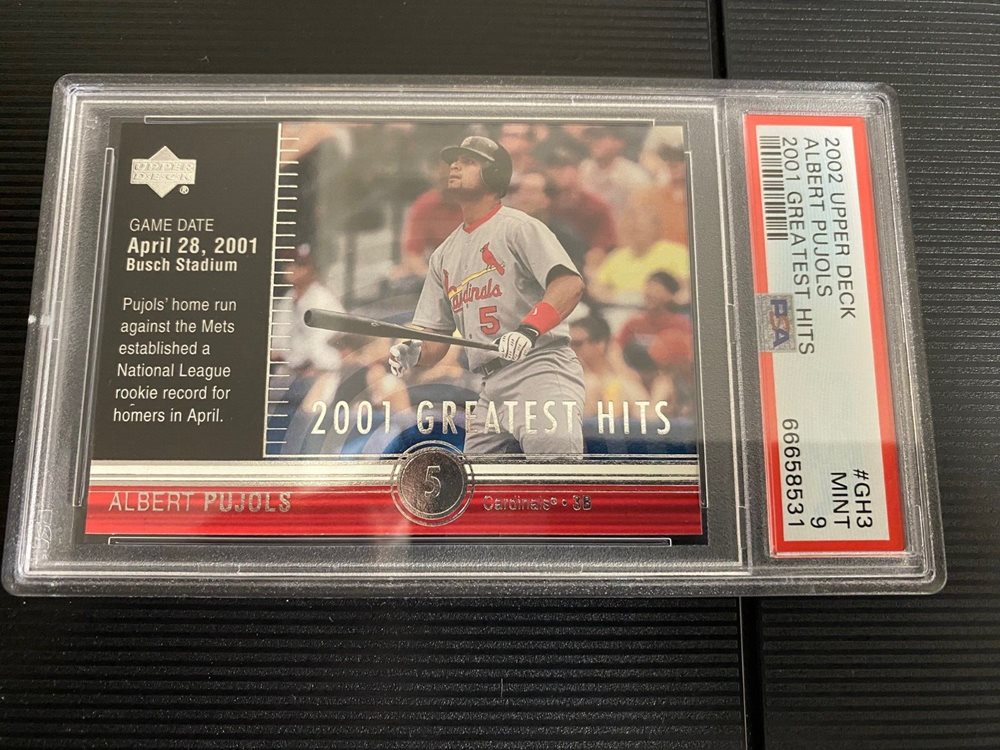 UPPER
DECK
®
GAME DATE
April 28, 2001
Busch Stadium
Pujols' home run
against the Mets
established a
National League
rookie record for
homers in April.
Cardinals
5
2001 GREATEST HITS
5
ALBERT PUJOLS
Cardinals® • 3B
2002 UPPER DECK
ALBERT PUJOLS
2001 GREATEST HITS
PSA
#GH3
MINT
9
66658531